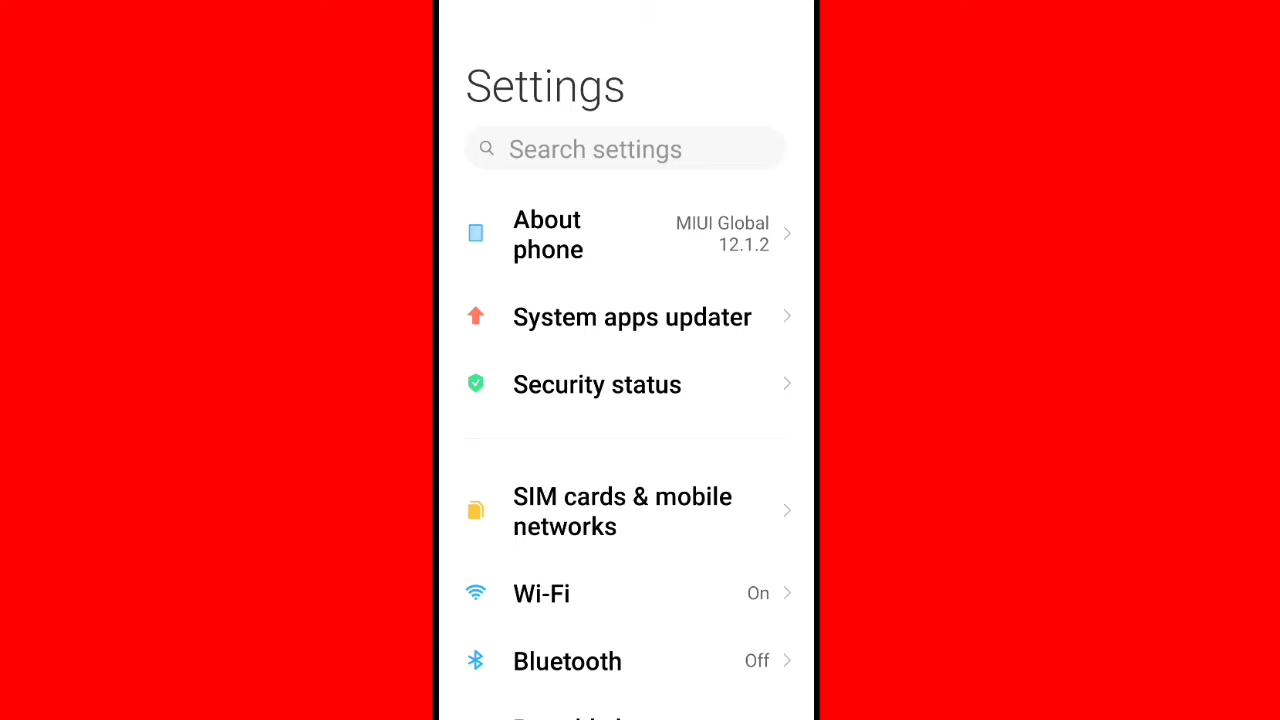 Settings
Search settings
About
phone
MIUI Global
12.1.2
System apps updater
Security status
SIM cards & mobile
networks
Wi-Fi
On
Bluetooth
Off